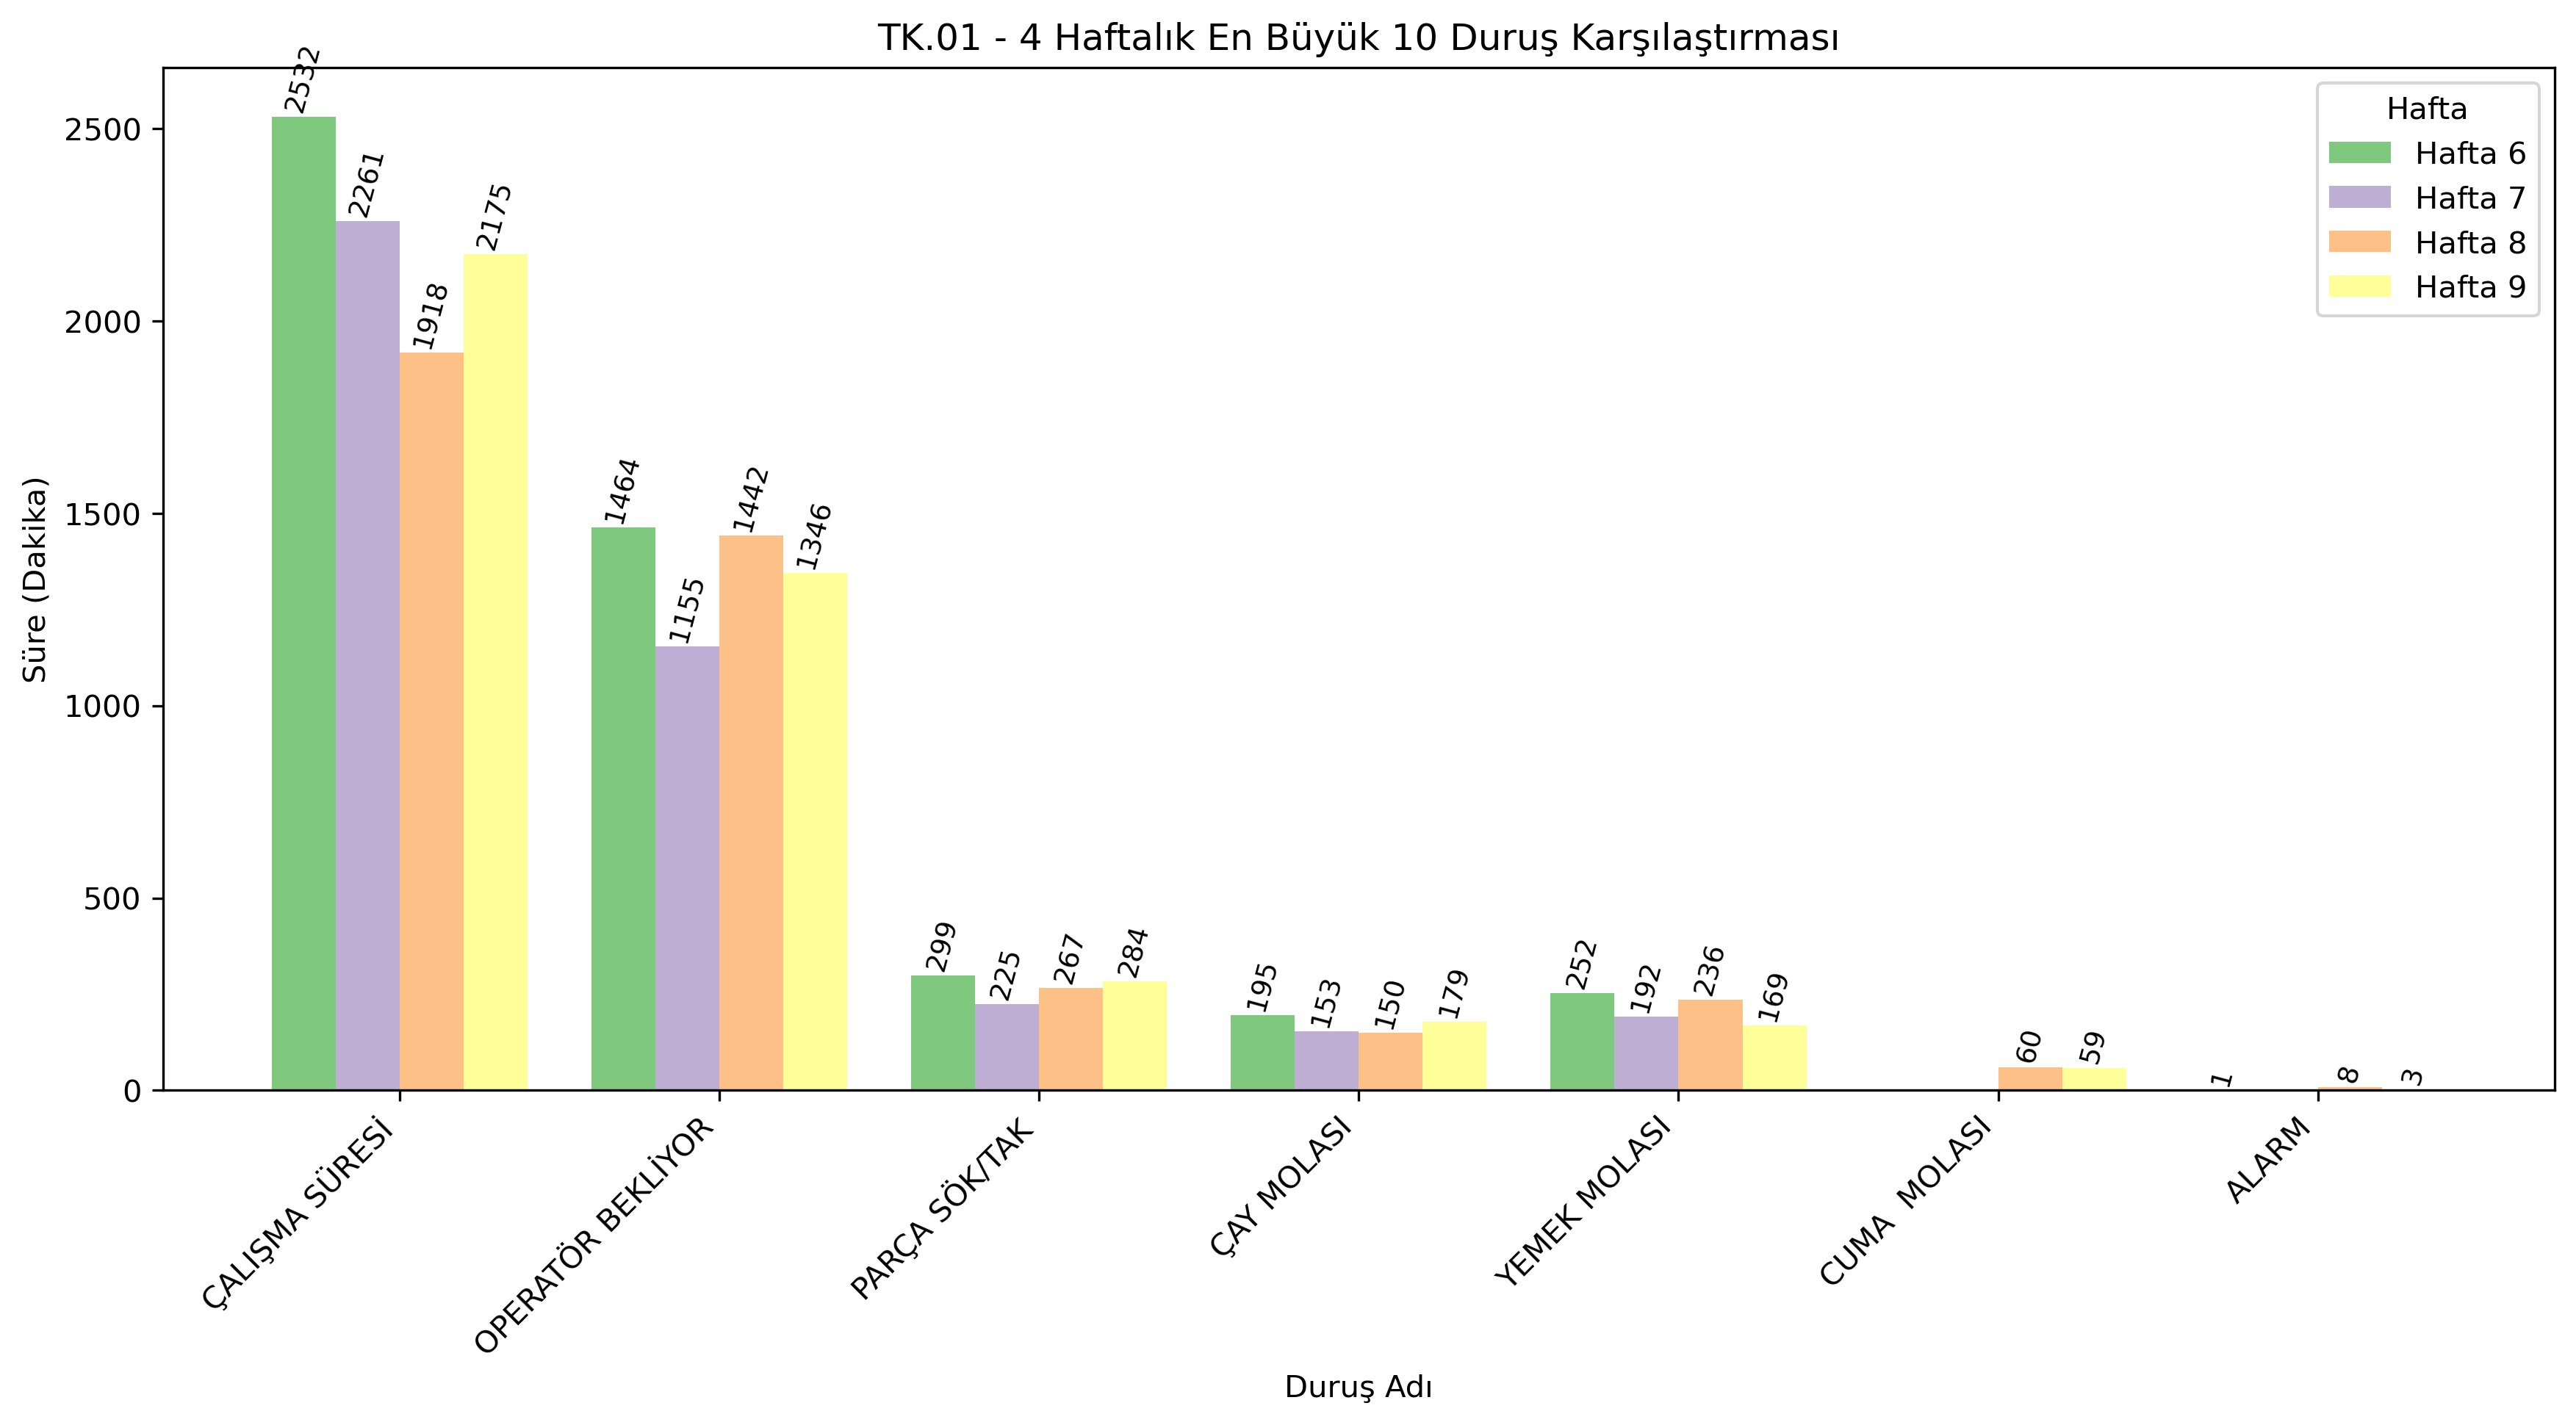 TK.01 - 4 Haftalık En Büyük 10 Duruş Karşılaştırması
Hafta
Hafta 6
Hafta 7
Hafta 8
Hafta 9
Süre (Dakika)
2500
2000
1500
1000
500
0
2532
2261
1918
2175
1464
1155
1442
1346
299
225
267
284
195
153
150
179
252
192
236
169
60
59
1
8
3
ÇALIŞMA SÜRESİ
OPERATÖR BEKLİYOR
PARÇA SÖK/TAK
ÇAY MOLASI
YEMEK MOLASI
CUMA  MOLASI
ALARM
Duruş Adı